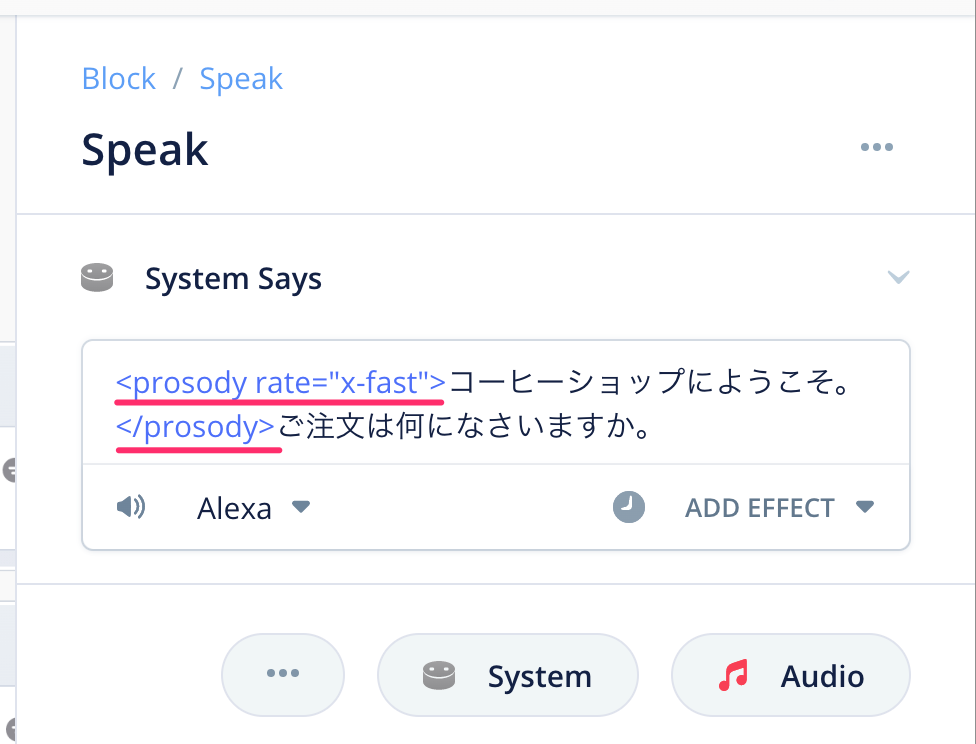 Block / Speak
Speak
System Says
<prosody rate="x-fast">コーヒーショップにようこそ。
</prosody>ご注文は何になさいますか。
Alexa ADD EFFECT
System Audio